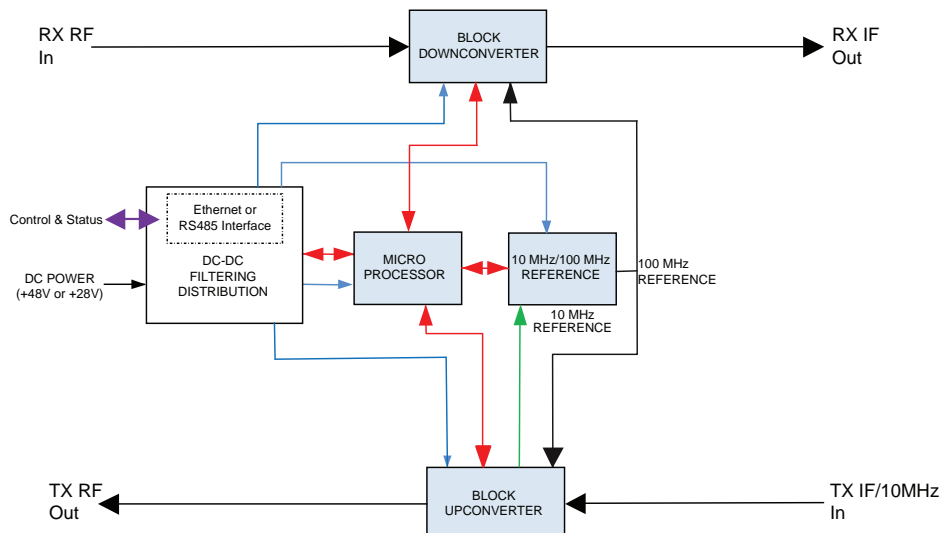 RX RF
In
BLOCK
DOWNCONVERTER
RX IF
Out
Control & Status
Ethernet or
RS485 Interface
DC-DC
FILTERING
DISTRIBUTION
DC POWER
(+48V or +28V)
MICRO
PROCESSOR
10 MHz/100 MHz
REFERENCE
100 MHz
REFERENCE
10 MHz
REFERENCE
TX RF
Out
BLOCK
UPCONVERTER
TX IF/10MHz
In